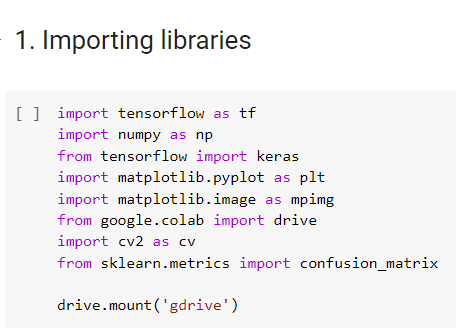 1. Importing libraries
[ ] import tensorflow as tf
import numpy as np
from tensorflow import keras
import matplotlib.pyplot as plt
import matplotlib.image as mpimg
from google.colab import drive
import cv2 as cv
from sklearn.metrics import confusion_matrix
drive.mount('gdrive')